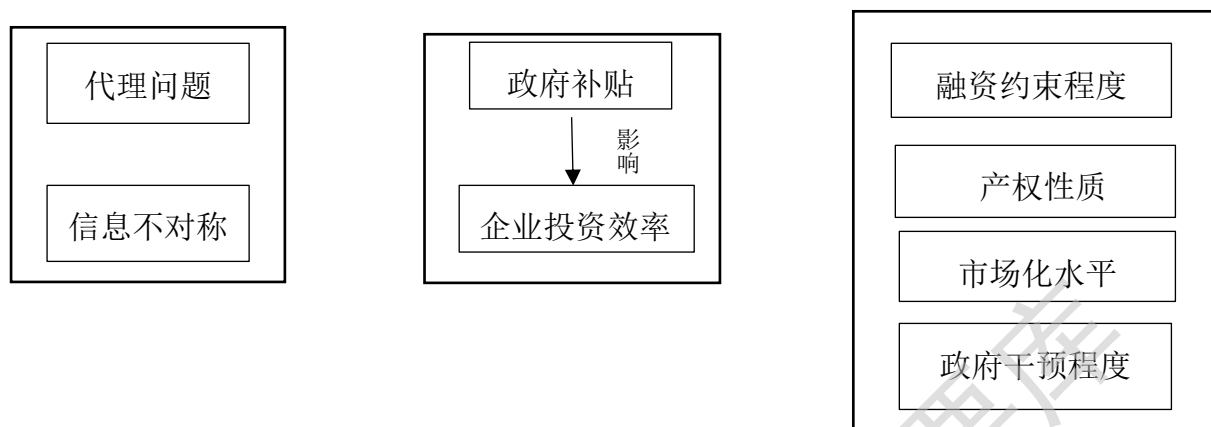 代理问题
信息不对称
政府补贴
影响
企业投资效率
融资约束程度
产权性质
市场化水平
政府干预程度
库